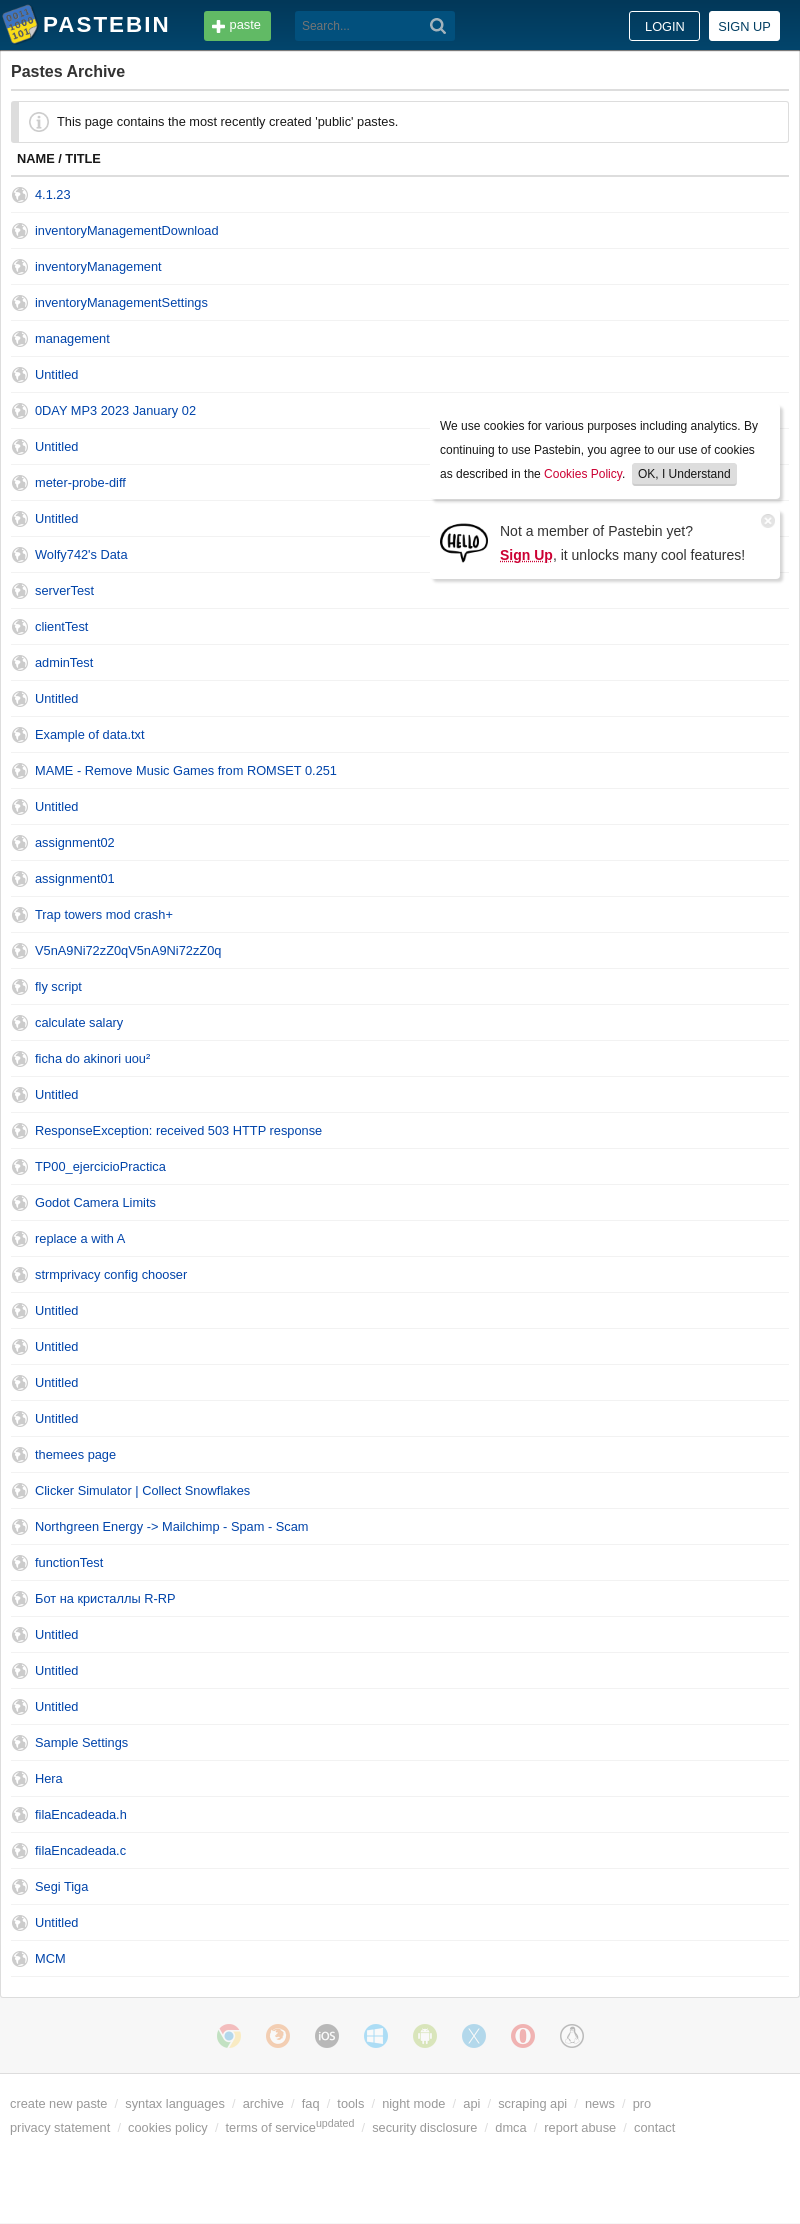 PASTEBIN paste Search... LOGIN SIGN UP
Pastes Archive
This page contains the most recently created 'public' pastes.
NAME / TITLE
4.1.23
inventoryManagementDownload
inventoryManagement
inventoryManagementSettings
management
Untitled
0DAY MP3 2023 January 02
Untitled
meter-probe-diff
Untitled
Wolfy742's Data
We use cookies for various purposes including analytics. By
continuing to use Pastebin, you agree to our use of cookies
as described in the Cookies Policy. OK, I Understand
HELLO
Not a member of Pastebin yet?
Sign Up, it unlocks many cool features!
serverTest
clientTest
adminTest
Untitled
Example of data.txt
MAME - Remove Music Games from ROMSET 0.251
Untitled
assignment02
assignment01
Trap towers mod crash+
V5nA9Ni72zZ0qV5nA9Ni72zZ0q
fly script
calculate salary
ficha do akinori uou²
Untitled
ResponseException: received 503 HTTP response
TP00_ejercicioPractica
Godot Camera Limits
replace a with A
strmprivacy config chooser
Untitled
Untitled
Untitled
Untitled
themees page
Clicker Simulator | Collect Snowflakes
Northgreen Energy -> Mailchimp - Spam - Scam
functionTest
Бот на кристаллы R-RP
Untitled
Untitled
Untitled
Sample Settings
Hera
filaEncadeada.h
filaEncadeada.c
Segi Tiga
Untitled
MCM
iOS
create new paste / syntax languages / archive / faq / tools / night mode / api / scraping api / news / pro
privacy statement / cookies policy / terms of service updated / security disclosure / dmca / report abuse / contact